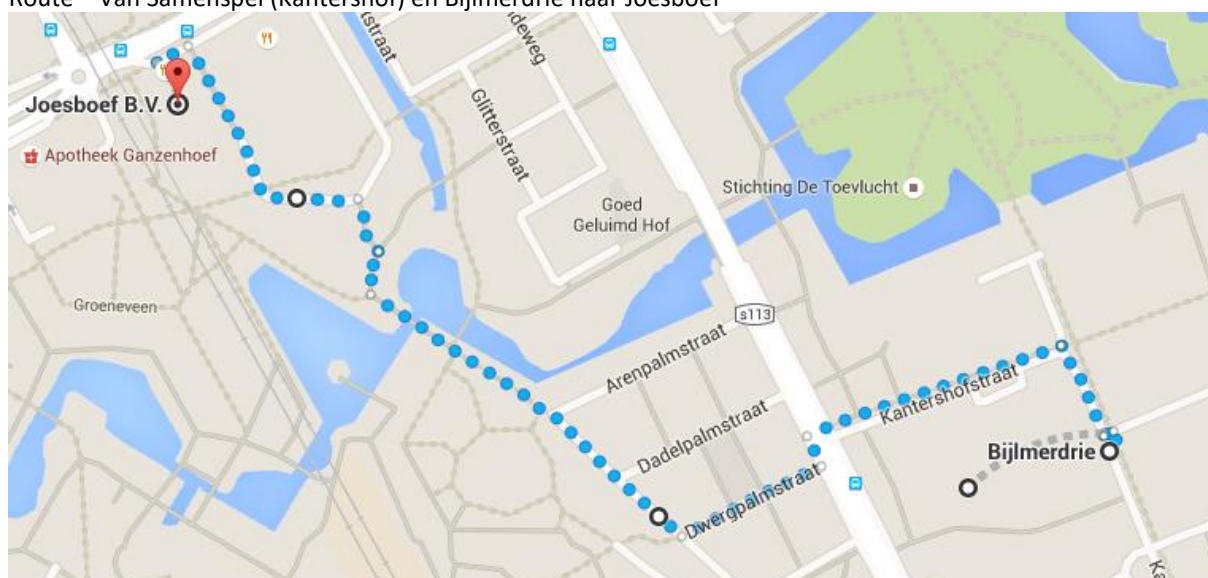 Route – Van Samenspel (Kantershof) en Bijlmerdrie naar Joesboef
Joesboef B.V.
Apotheek Ganzenhoef
Glitterstraat
Goed
Geluimd Hof
Stichting De Toevlucht
Groeneveen
s113
Arenpalmstraat
Kantershofstraat
Dadelpalmstraat
Bijlmerdrie
Dwergpalmstraat